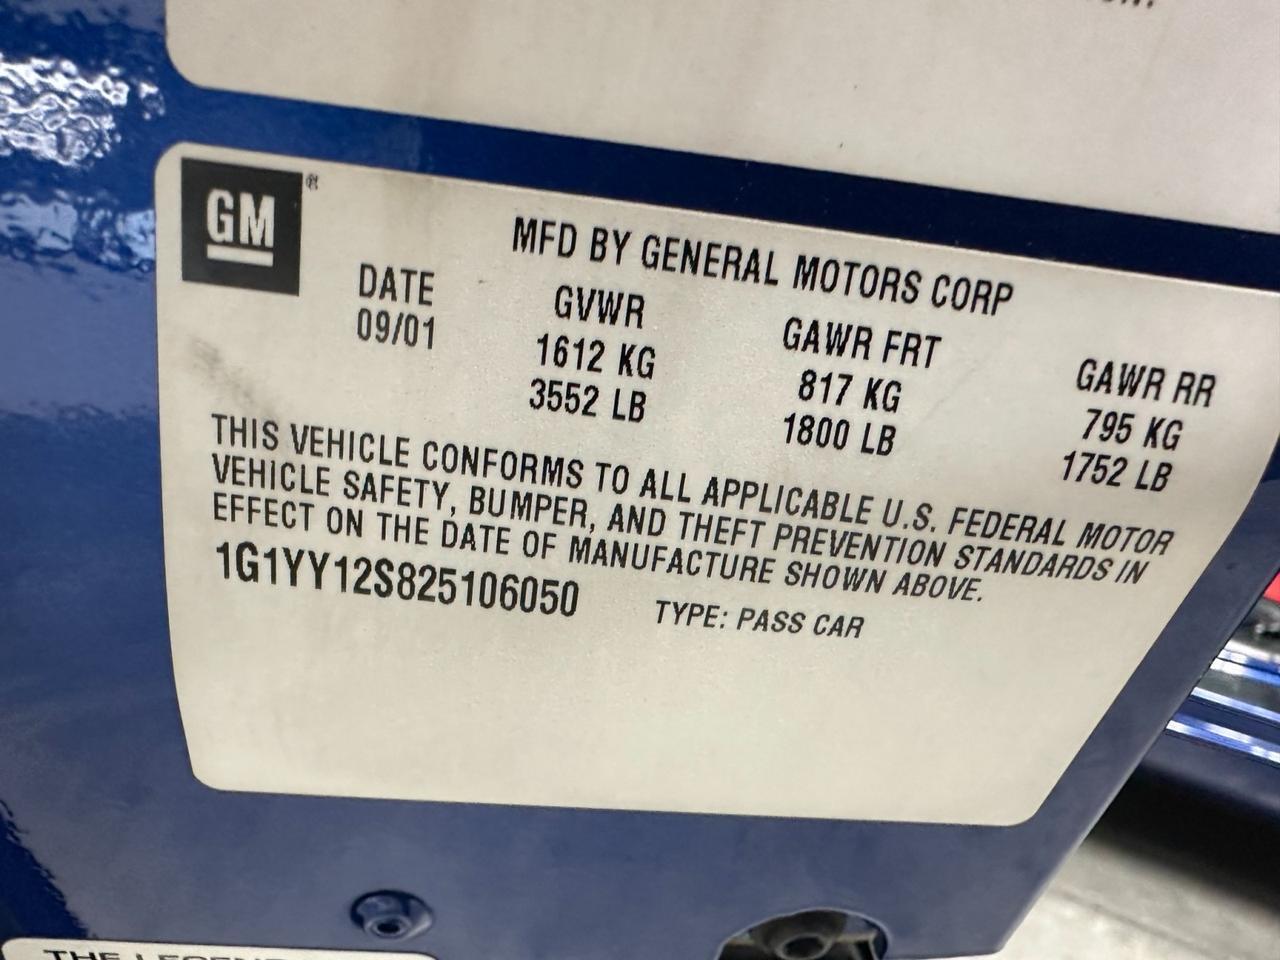 GM®
MFD BY GENERAL MOTORS CORP
DATE GVWR GAWR FRT GAWR RR
09/01 1612 KG 817 KG 795 KG
3552 LB 1800 LB 1752 LB
THIS VEHICLE CONFORMS TO ALL APPLICABLE U.S. FEDERAL MOTOR
VEHICLE SAFETY, BUMPER, AND THEFT PREVENTION STANDARDS IN
EFFECT ON THE DATE OF MANUFACTURE SHOWN ABOVE.
1G1YY12S825106050 TYPE: PASS CAR
THE